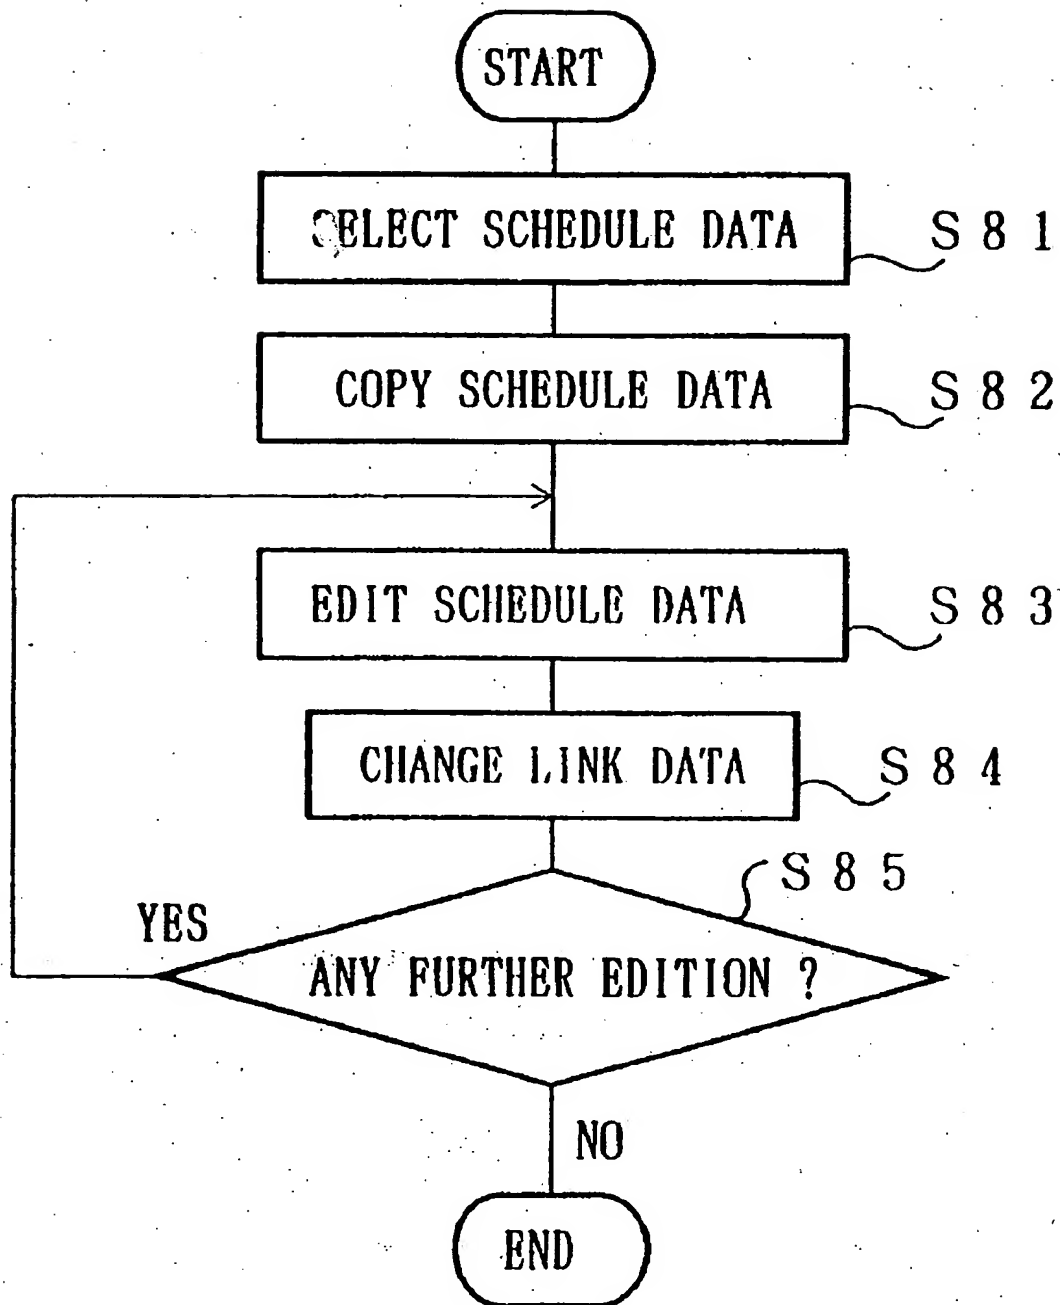 START
SELECT SCHEDULE DATA
S81
COPY SCHEDULE DATA
S82
EDIT SCHEDULE DATA
S83
CHANGE LINK DATA
S84
S85
YES
ANY FURTHER EDITION ?
NO
END